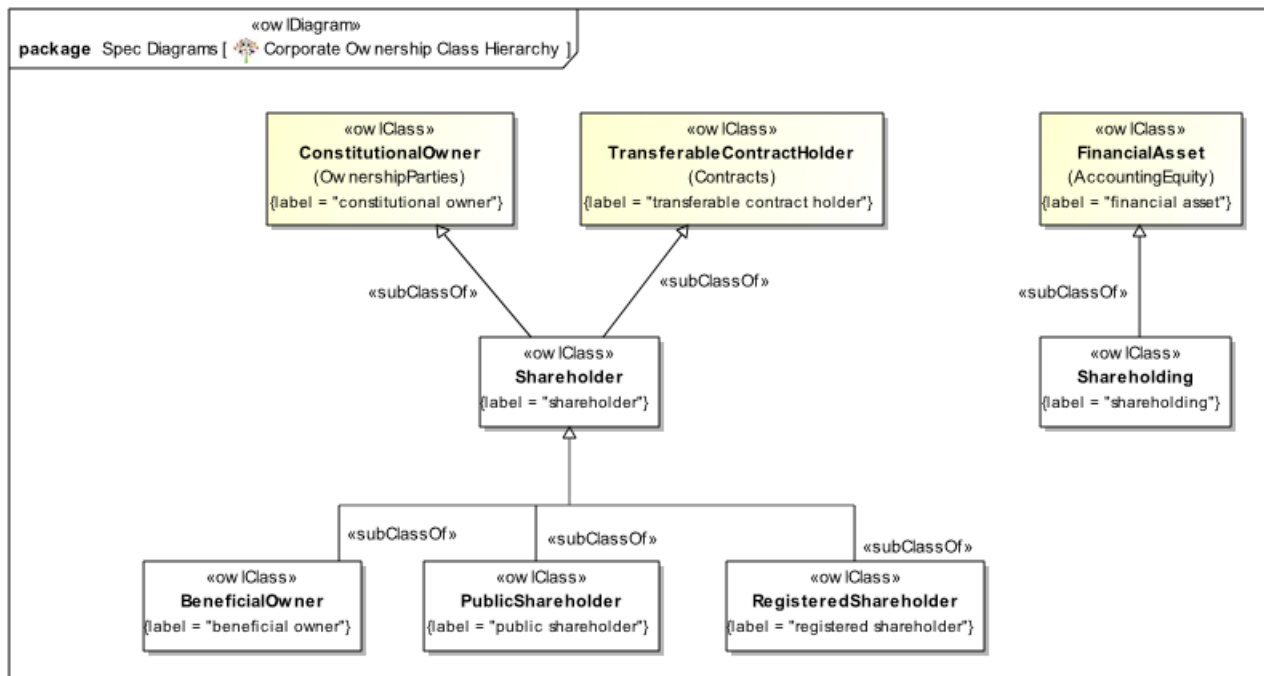 «owlDiagram»
package Spec Diagrams [ Corporate Ownership Class Hierarchy ]
«owlClass»
ConstitutionalOwner
(OwnershipParties)
{label = "constitutional owner"}
«owlClass»
TransferableContractHolder
(Contracts)
{label = "transferable contract holder"}
«owlClass»
FinancialAsset
(AccountingEquity)
{label = "financial asset"}
«subClassOf»
«subClassOf»
«subClassOf»
«owlClass»
Shareholder
{label = "shareholder"}
«owlClass»
Shareholding
{label = "shareholding"}
«subClassOf»
«subClassOf»
«subClassOf»
«owlClass»
BeneficialOwner
{label = "beneficial owner"}
«owlClass»
PublicShareholder
{label = "public shareholder"}
«owlClass»
RegisteredShareholder
{label = "registered shareholder"}